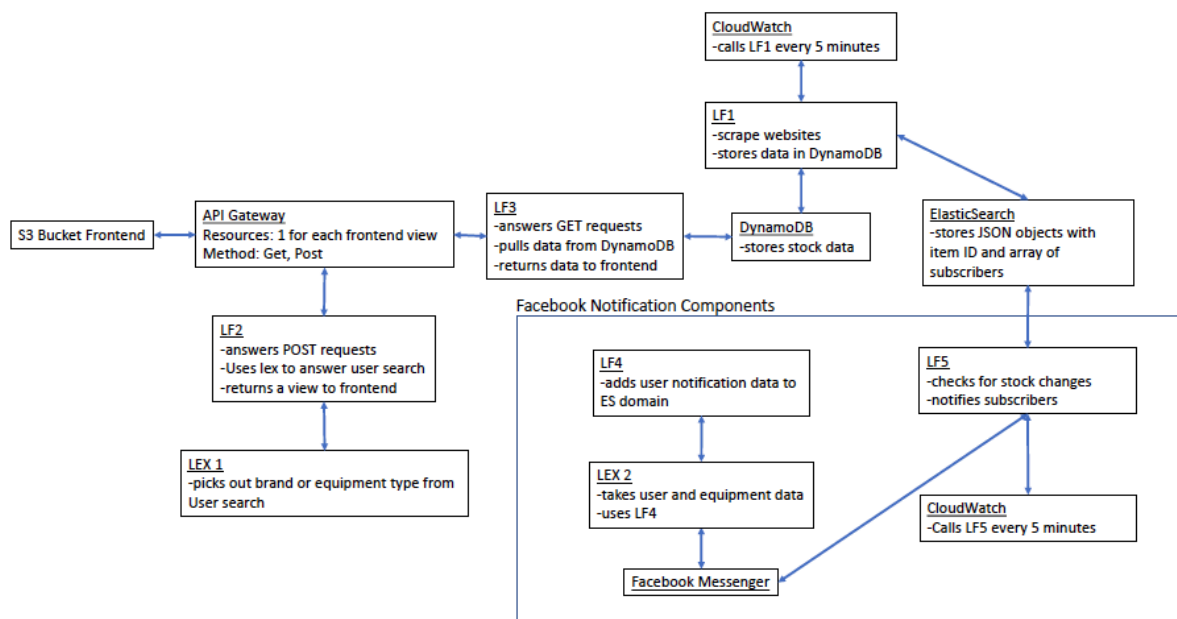 CloudWatch
-calls LF1 every 5 minutes
LF1
-scrape websites
-stores data in DynamoDB
S3 Bucket Frontend
API Gateway
Resources: 1 for each frontend view
Method: Get, Post
LF3
-answers GET requests
-pulls data from DynamoDB
-returns data to frontend
DynamoDB
-stores stock data
ElasticSearch
-stores JSON objects with
item ID and array of
subscribers
LF2
-answers POST requests
-Uses lex to answer user search
-returns a view to frontend
LEX 1
-picks out brand or equipment type from
User search
Facebook Notification Components
LF4
-adds user notification data to
ES domain
LF5
-checks for stock changes
-notifies subscribers
LEX 2
-takes user and equipment data
-uses LF4
CloudWatch
-Calls LF5 every 5 minutes
Facebook Messenger